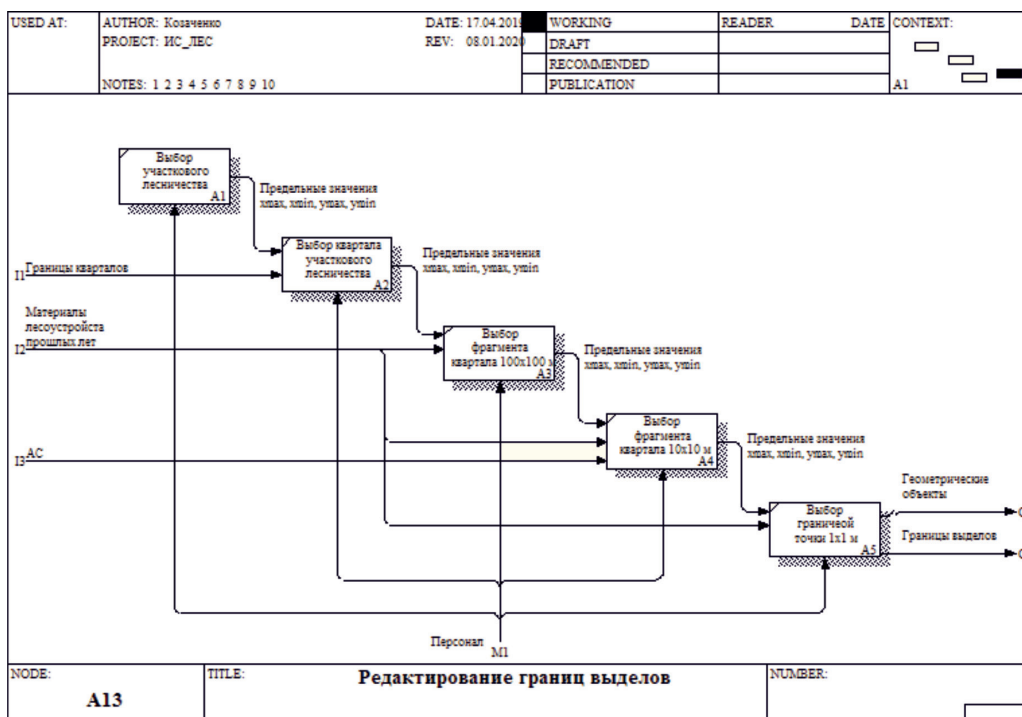 USED AT:
AUTHOR: Козаченко
DATE: 17.04.2019
PROJECT: ИС_ЛЕС
REV: 08.01.2020
NOTES: 1 2 3 4 5 6 7 8 9 10
WORKING
DRAFT
RECOMMENDED
PUBLICATION
READER
DATE
CONTEXT:
A1
Выбор
участкового
лесничества
A1
Предельные значения
xmax, xmin, ymax, ymin
I1
Границы кварталов
Выбор квартала
участкового
лесничества
A2
Предельные значения
xmax, xmin, ymax, ymin
Материалы
лесоустройста
I2 прошлых лет
Выбор
фрагмента
квартала 100x100 м
A3
Предельные значения
xmax, xmin, ymax, ymin
I3 АС
Выбор
фрагмента
квартала 10x10 м
A4
Предельные значения
xmax, xmin, ymax, ymin
Выбор
граничеой
точки 1x1 м
A5
Геометрические
объекты
Границы выделов
Персонал
M1
NODE:
A13
TITLE:
Редактирование границ выделов
NUMBER: